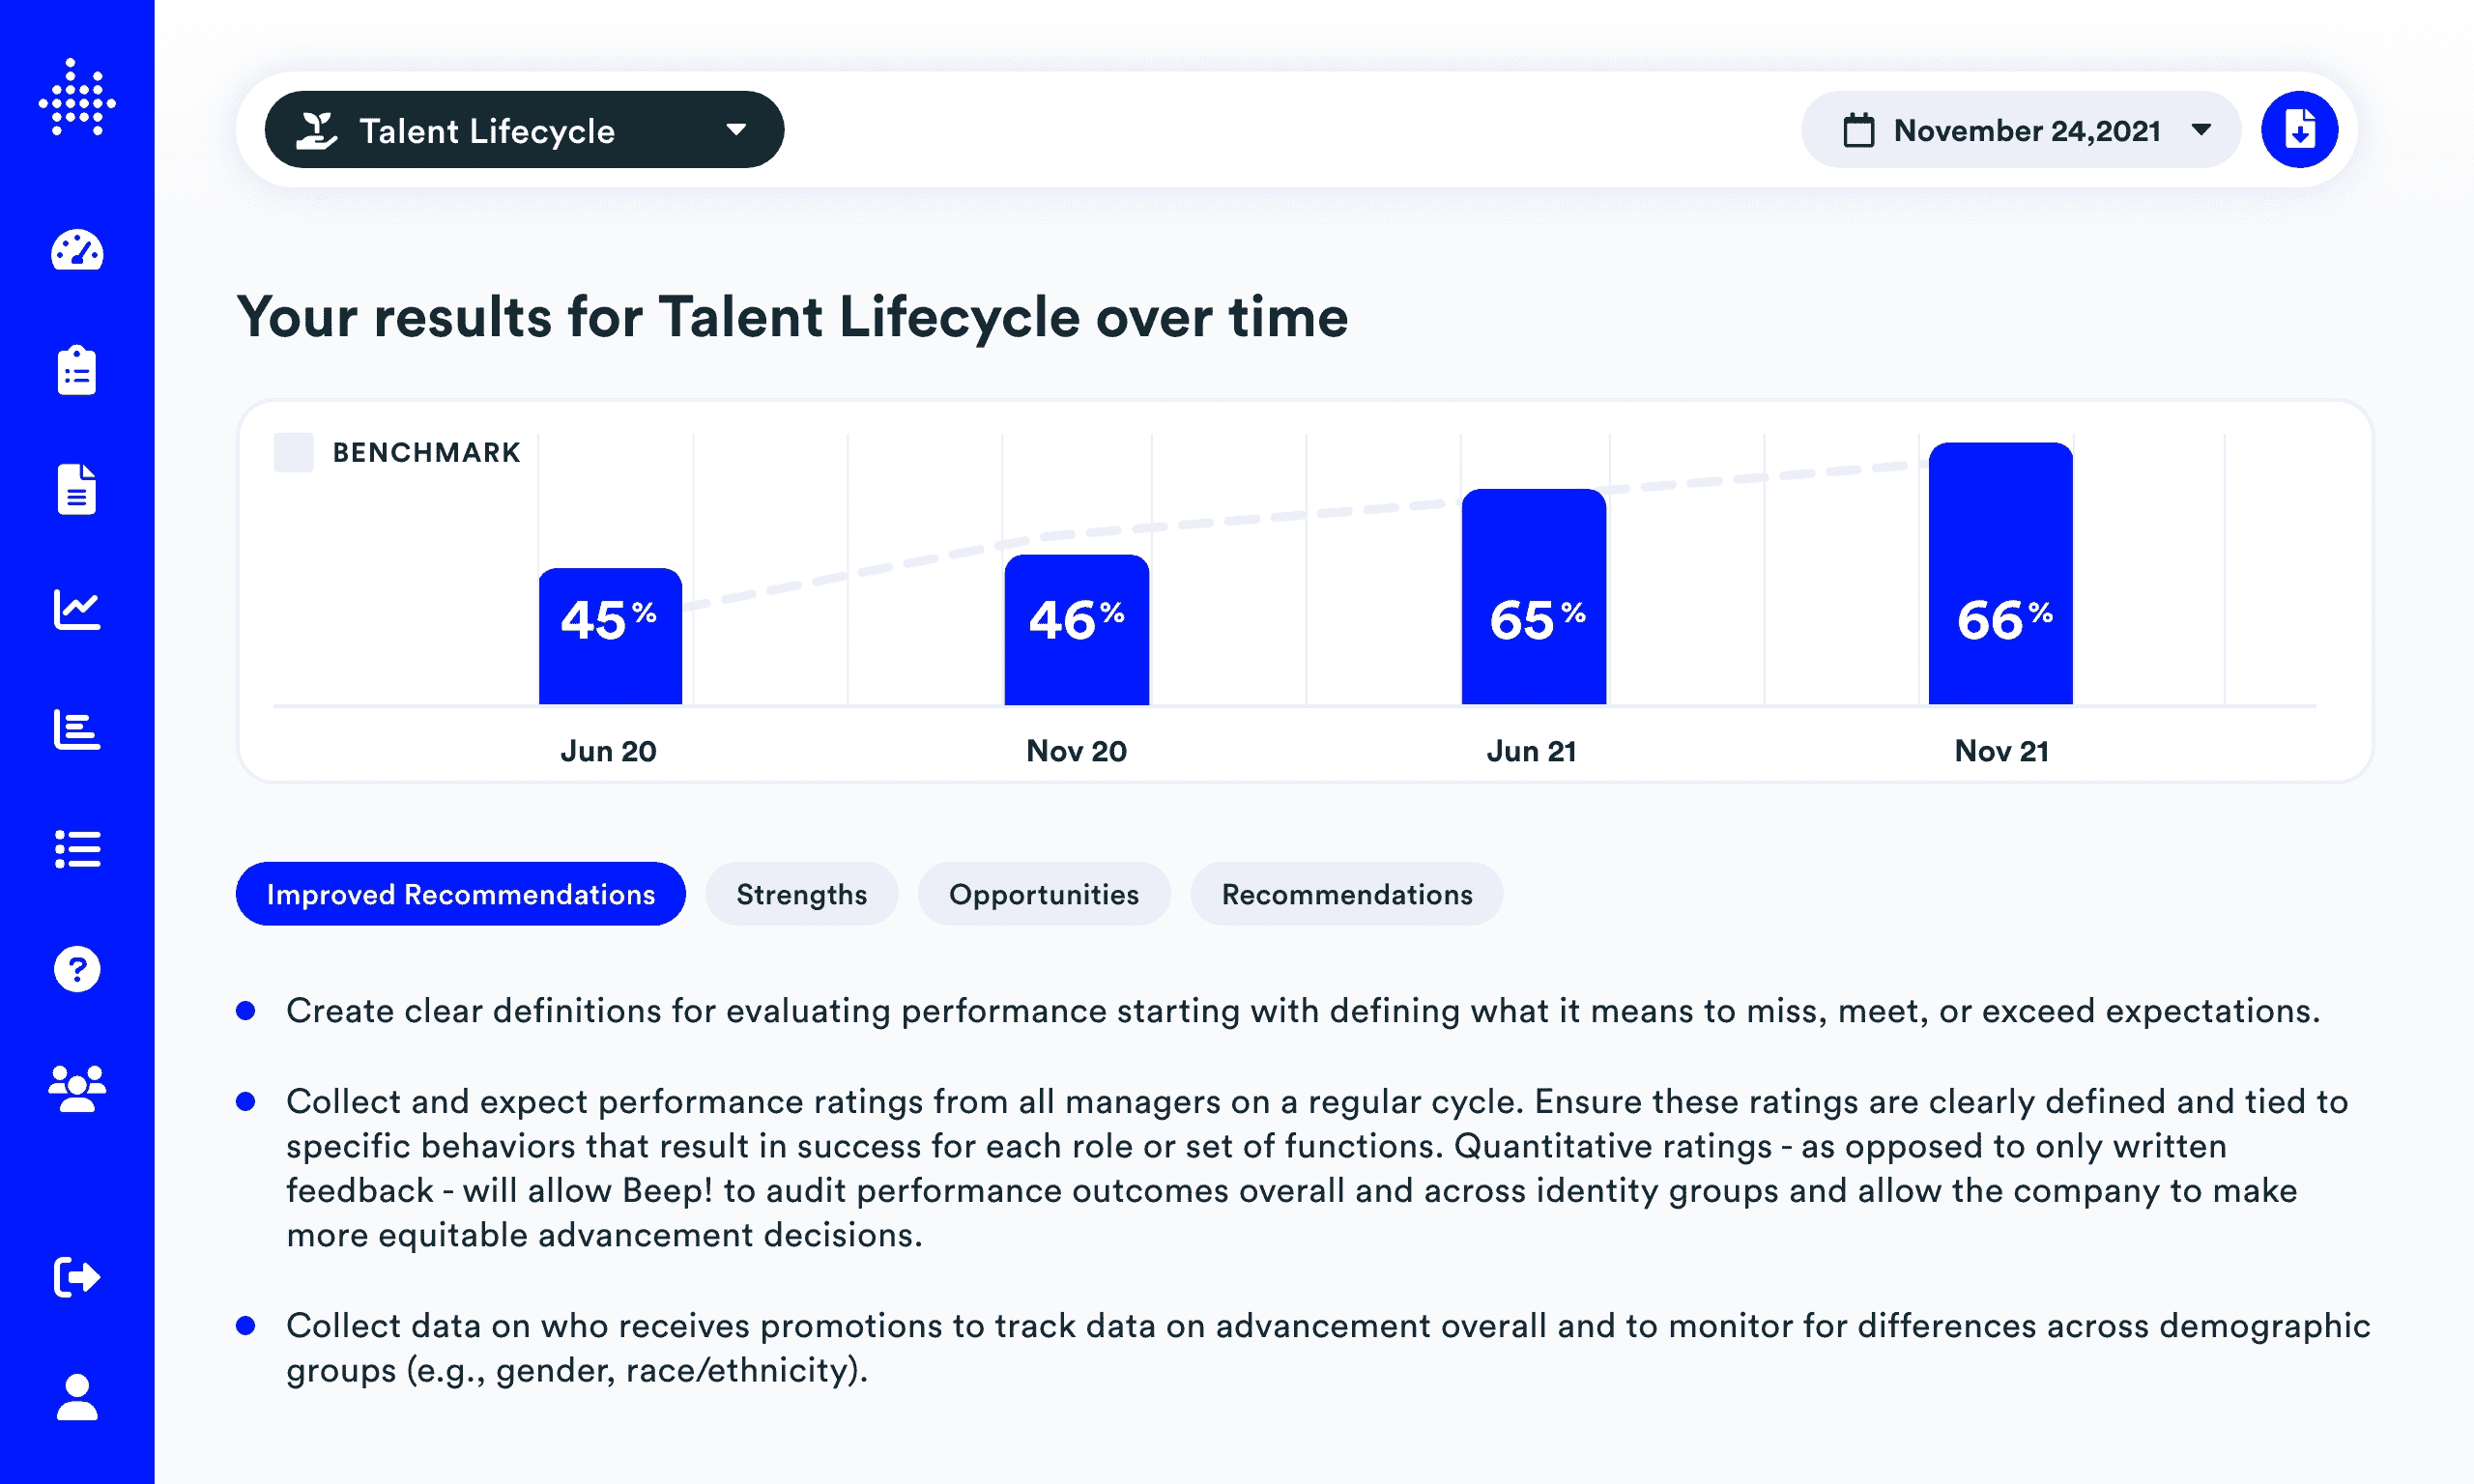 Talent Lifecycle
November 24,2021
Your results for Talent Lifecycle over time
BENCHMARK
45%
46%
65%
66%
Jun 20
Nov 20
Jun 21
Nov 21
Improved Recommendations
Strengths
Opportunities
Recommendations
Create clear definitions for evaluating performance starting with defining what it means to miss, meet, or exceed expectations.
Collect and expect performance ratings from all managers on a regular cycle. Ensure these ratings are clearly defined and tied to
specific behaviors that result in success for each role or set of functions. Quantitative ratings - as opposed to only written
feedback - will allow Beep! to audit performance outcomes overall and across identity groups and allow the company to make
more equitable advancement decisions.
Collect data on who receives promotions to track data on advancement overall and to monitor for differences across demographic
groups (e.g., gender, race/ethnicity).